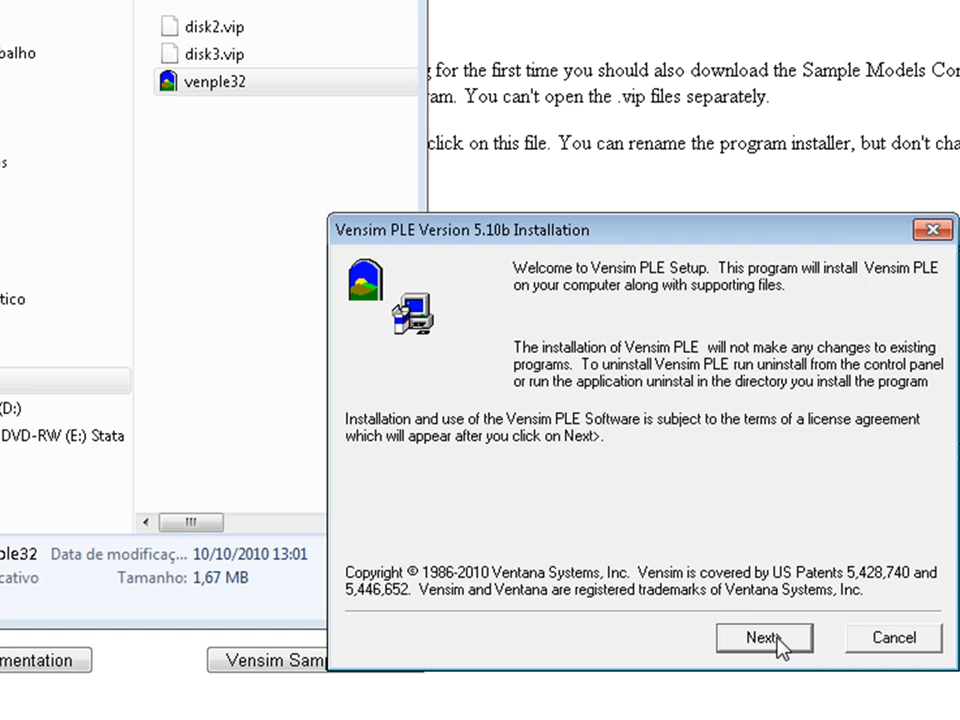 disk2.vip
balho
disk3.vip
venple32
for the first time you should also download the Sample Models Con
ram. You can't open the .vip files separately.
click on this file. You can rename the program installer, but don't cha
s
Vensim PLE Version 5.10b Installation
Welcome to Vensim PLE Setup. This program will install Vensim PLE
on your computer along with supporting files.
tico
The installation of Vensim PLE will not make any changes to existing
programs. To uninstall Vensim PLE run uninstall from the control panel
or run the application uninstal in the directory you install the program
(D:)
DVD-RW (E:) Stata
Installation and use of the Vensim PLE Software is subject to the terms of a license agreement
which will appear after you click on Next>.
ple32 Data de modificaç... 10/10/2010 13:01
cativo Tamanho: 1,67 MB
Copyright © 1986-2010 Ventana Systems, Inc. Vensim is covered by US Patents 5,428,740 and
5,446,652. Vensim and Ventana are registered trademarks of Ventana Systems, Inc.
Next>
Cancel
mentation
Vensim Samp